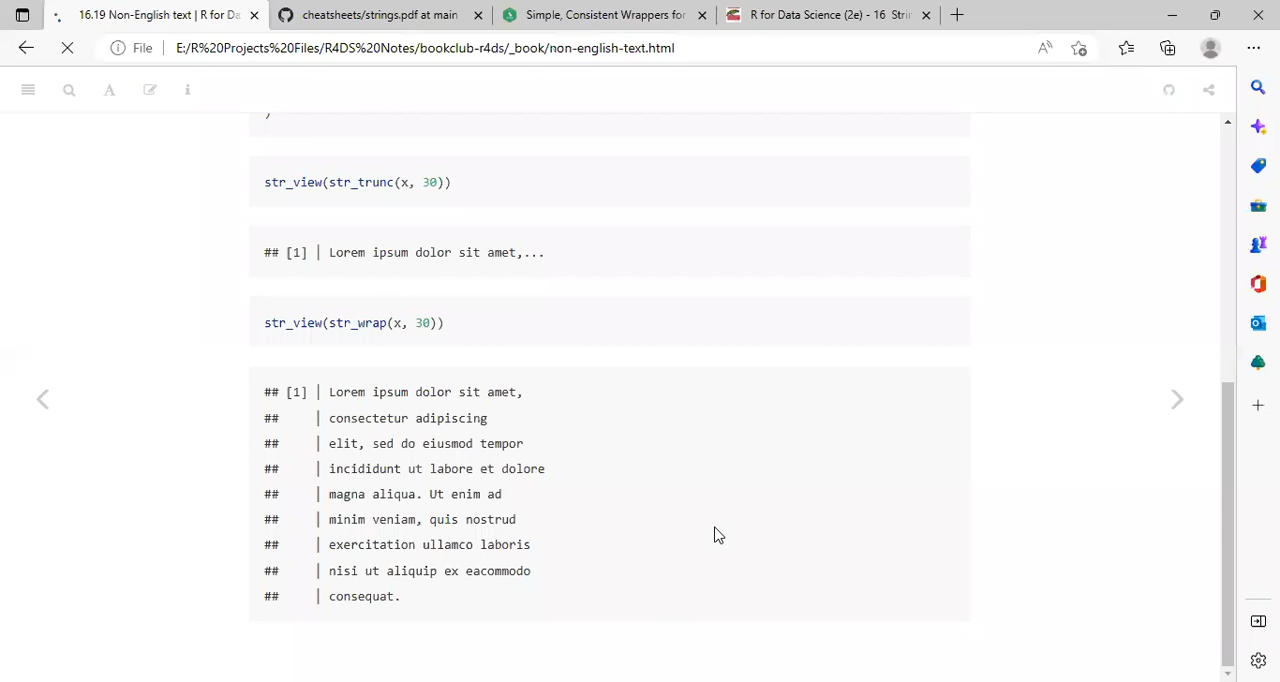 16.19 Non-English text | R for Da
cheatsheets/strings.pdf at main
Simple, Consistent Wrappers for
R for Data Science (2e) - 16 Stri
File
E:/R%20Projects%20Files/R4DS%20Notes/bookclub-r4ds/_book/non-english-text.html
)
str_view(str_trunc(x, 30))
## [1] │ Lorem ipsum dolor sit amet,...
str_view(str_wrap(x, 30))
## [1] │ Lorem ipsum dolor sit amet,
##     │ consectetur adipiscing
##     │ elit, sed do eiusmod tempor
##     │ incididunt ut labore et dolore
##     │ magna aliqua. Ut enim ad
##     │ minim veniam, quis nostrud
##     │ exercitation ullamco laboris
##     │ nisi ut aliquip ex eacommodo
##     │ consequat.